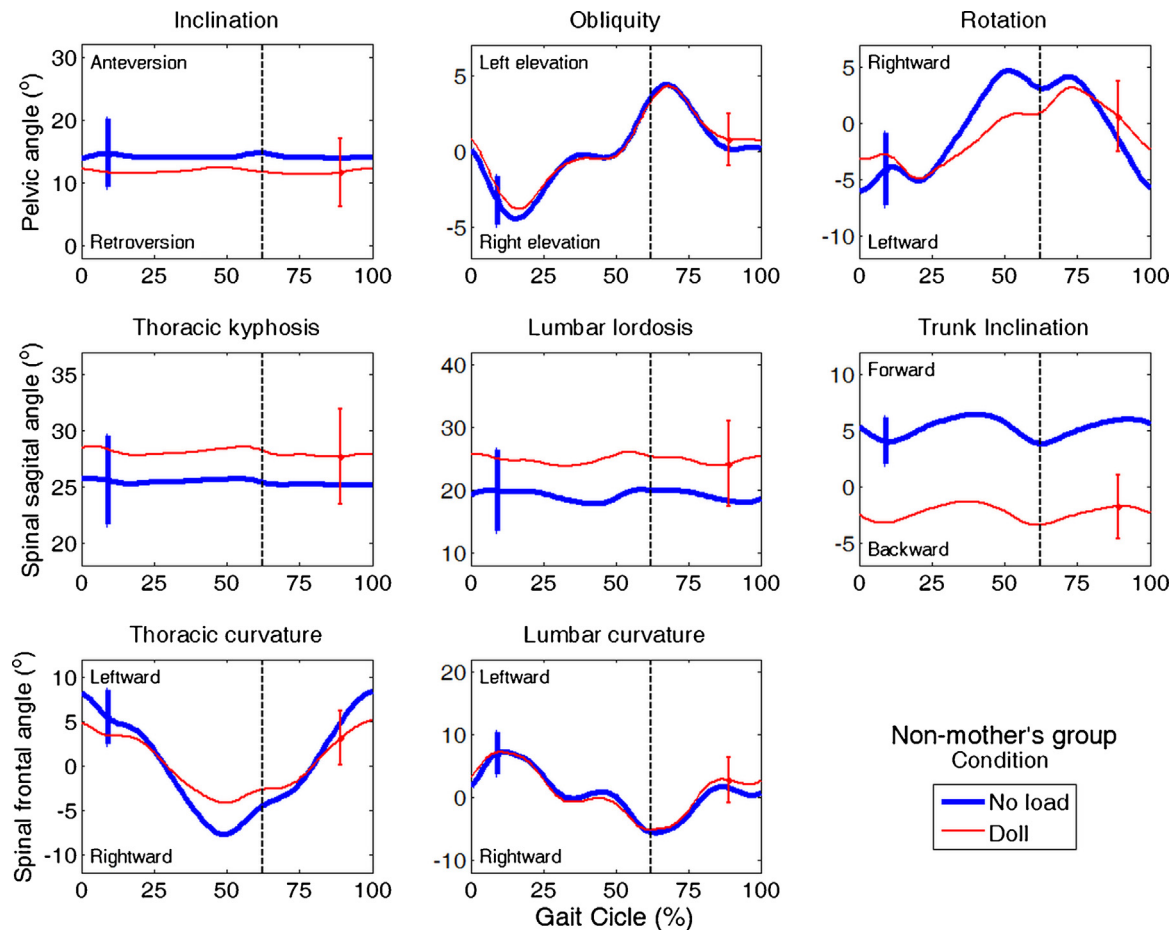 Inclination
Obliquity
Rotation
Pelvic angle (º)
30
20
10
0
Anteversion
Retroversion
0 25 50 75 100
5
0
-5
Left elevation
Right elevation
0 25 50 75 100
5
0
-5
-10
Rightward
Leftward
0 25 50 75 100
Thoracic kyphosis
Lumbar lordosis
Trunk Inclination
Spinal sagital angle (º)
35
30
25
20
0 25 50 75 100
40
30
20
10
0 25 50 75 100
10
5
0
-5
Forward
Backward
0 25 50 75 100
Thoracic curvature
Lumbar curvature
Spinal frontal angle (º)
10
5
0
-5
-10
Leftward
Rightward
0 25 50 75 100
20
10
0
-10
Leftward
Rightward
0 25 50 75 100
Gait Cicle (%)
Non-mother's group
Condition
No load
Doll